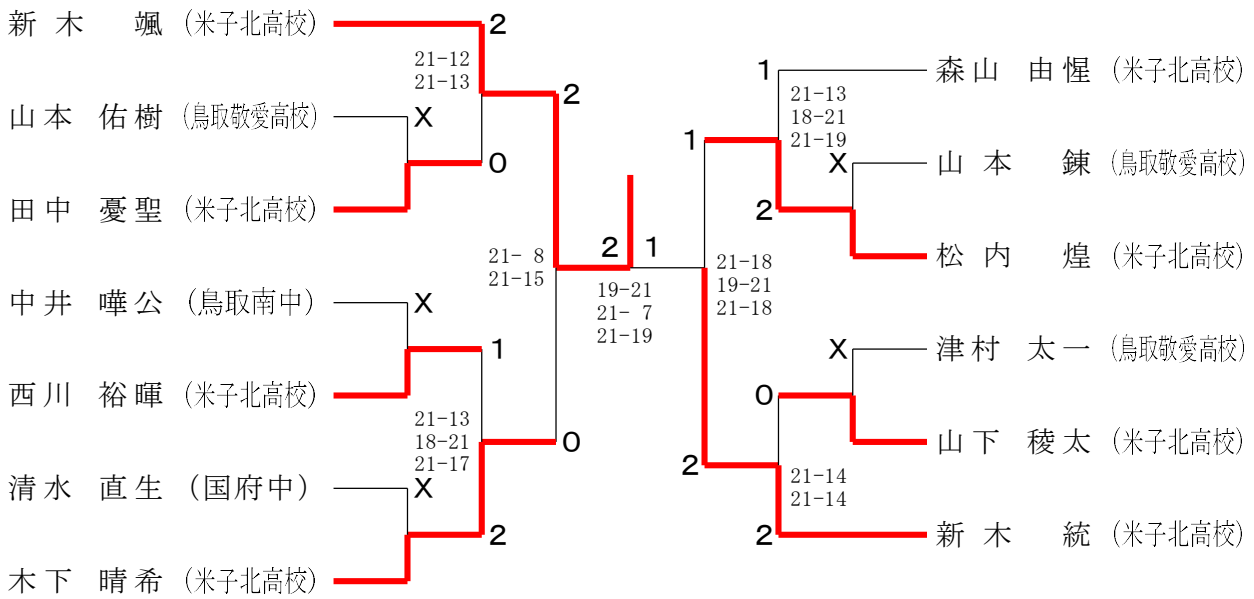 新木 颯 (米子北高校)
2
21-12
21-13
山本 佑樹 (鳥取敬愛高校)
X
2
0
田中 憂聖 (米子北高校)
21- 8
21-15
中井 嘩公 (鳥取南中)
X
1
西川 裕暉 (米子北高校)
21-13
18-21
21-17
0
清水 直生 (国府中)
X
2
木下 晴希 (米子北高校)
2
1
19-21
21- 7
21-19
1
森山 由惺 (米子北高校)
21-13
18-21
21-19
1
X
山本 錬 (鳥取敬愛高校)
2
松内 煌 (米子北高校)
21-18
19-21
21-18
X
津村 太一 (鳥取敬愛高校)
0
山下 稜太 (米子北高校)
2
21-14
21-14
2
新木 統 (米子北高校)